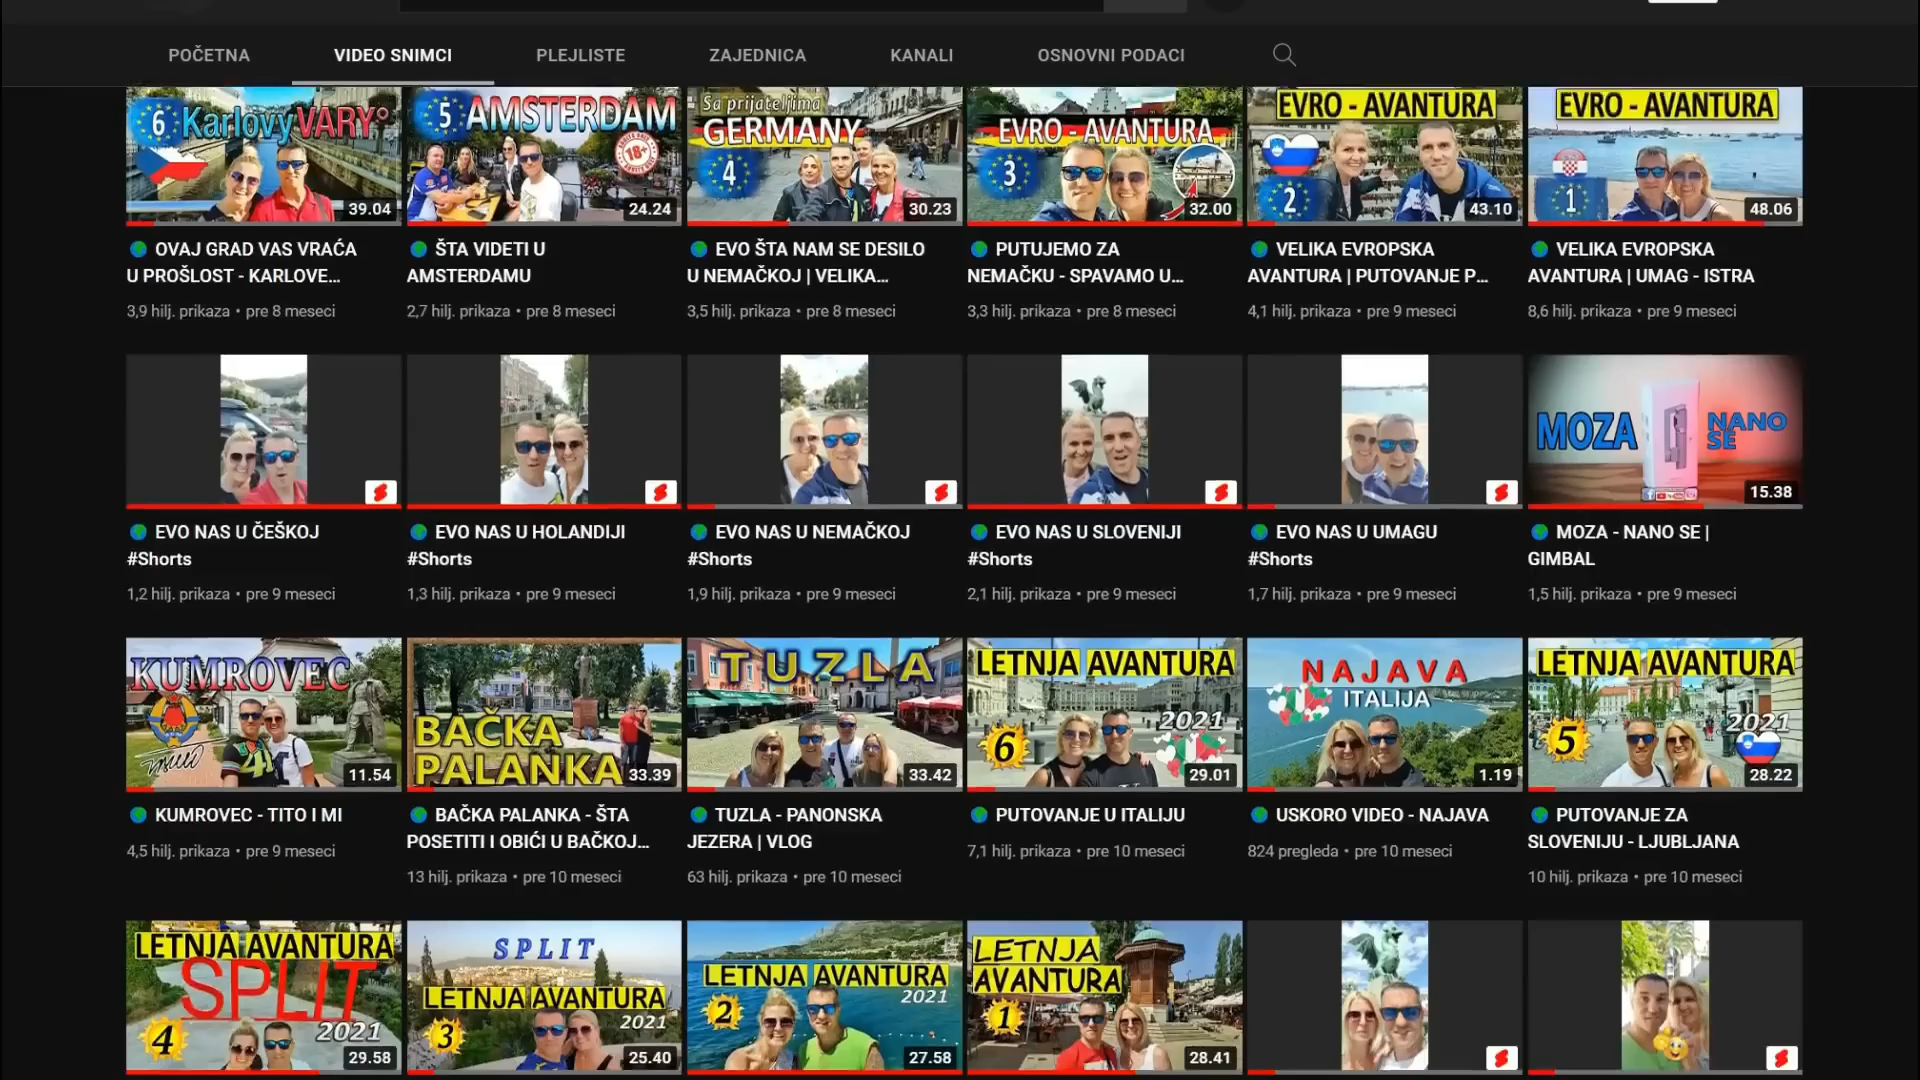 POČETNA
VIDEO SNIMCI
PLEJLISTE
ZAJEDNICA
KANALI
OSNOVNI PODACI
6 Karlovy VARY°
39.04
5 AMSTERDAM
18+
24.24
Sa prijateljima
GERMANY
4
30.23
EVRO - AVANTURA
3
32.00
EVRO - AVANTURA
2
43.10
EVRO - AVANTURA
1
48.06
OVAJ GRAD VAS VRAĆA
U PROŠLOST - KARLOVE...
3,9 hilj. prikaza • pre 8 meseci
ŠTA VIDETI U
AMSTERDAMU
2,7 hilj. prikaza • pre 8 meseci
EVO ŠTA NAM SE DESILO
U NEMAČKOJ | VELIKA...
3,5 hilj. prikaza • pre 8 meseci
PUTUJEMO ZA
NEMAČKU - SPAVAMO U...
3,3 hilj. prikaza • pre 8 meseci
VELIKA EVROPSKA
AVANTURA | PUTOVANJE P...
4,1 hilj. prikaza • pre 9 meseci
VELIKA EVROPSKA
AVANTURA | UMAG - ISTRA
8,6 hilj. prikaza • pre 9 meseci
MOZA
NANO
SE
15.38
EVO NAS U ČEŠKOJ
#Shorts
1,2 hilj. prikaza • pre 9 meseci
EVO NAS U HOLANDIJI
#Shorts
1,3 hilj. prikaza • pre 9 meseci
EVO NAS U NEMAČKOJ
#Shorts
1,9 hilj. prikaza • pre 9 meseci
EVO NAS U SLOVENIJI
#Shorts
2,1 hilj. prikaza • pre 9 meseci
EVO NAS U UMAGU
#Shorts
1,7 hilj. prikaza • pre 9 meseci
MOZA - NANO SE |
GIMBAL
1,5 hilj. prikaza • pre 9 meseci
KUMROVEC
11.54
BAČKA
PALANKA
33.39
TUZLA
33.42
LETNJA AVANTURA
2021
6
29.01
NAJAVA
ITALIJA
1.19
LETNJA AVANTURA
2021
5
28.22
KUMROVEC - TITO I MI
4,5 hilj. prikaza • pre 9 meseci
BAČKA PALANKA - ŠTA
POSETITI I OBIĆI U BAČKOJ...
13 hilj. prikaza • pre 10 meseci
TUZLA - PANONSKA
JEZERA | VLOG
63 hilj. prikaza • pre 10 meseci
PUTOVANJE U ITALIJU
7,1 hilj. prikaza • pre 10 meseci
USKORO VIDEO - NAJAVA
824 pregleda • pre 10 meseci
PUTOVANJE ZA
SLOVENIJU - LJUBLJANA
10 hilj. prikaza • pre 10 meseci
LETNJA AVANTURA
SPLIT
2021
4
29.58
SPLIT
LETNJA AVANTURA
2021
3
25.40
LETNJA AVANTURA
2021
2
27.58
LETNJA
AVANTURA
1
28.41